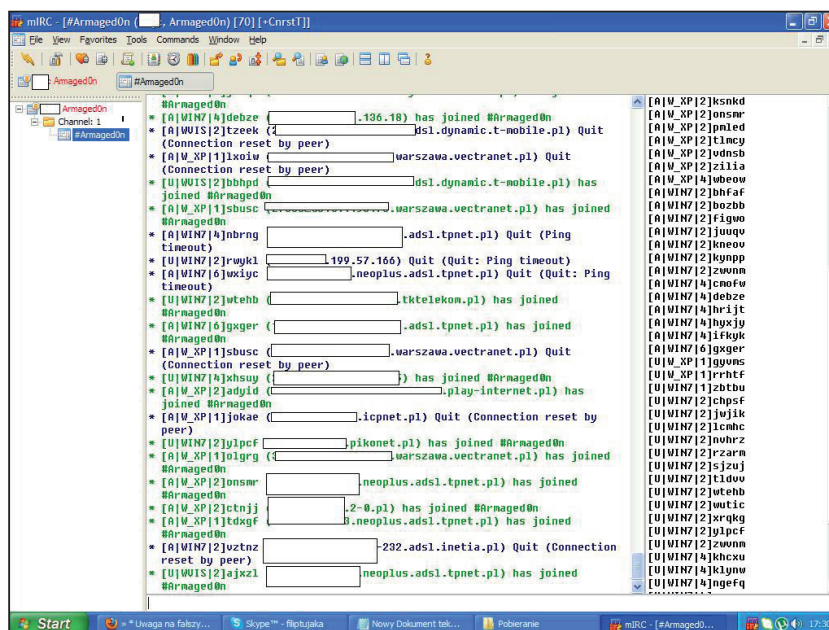 mIRC - [#Armaged0n ( , Armaged0n) [70] [+CnrstT]]
File View Favorites Tools Commands Window Help
Armaged0n #Armaged0n
Armaged0n
Channel: 1
#Armaged0n
#Armaged0n
* [A|WIN7|4]debze ( .136.18) has joined #Armaged0n
* [A|WVIS|2]tzeek ( dsl.dynamic.t-mobile.pl) Quit
(Connection reset by peer)
* [A|W_XP|1]lxoiw ( warszawa.vectranet.pl) Quit
(Connection reset by peer)
* [U|WVIS|2]bbhpd ( dsl.dynamic.t-mobile.pl) has
joined #Armaged0n
* [A|W_XP|1]sbusc ( .warszawa.vectranet.pl) has joined
#Armaged0n
* [A|WIN7|4]nbrng .adsl.tpnet.pl) Quit (Ping
timeout)
* [U|WIN7|2]rwykl .199.57.166) Quit (Quit: Ping timeout)
* [A|WIN7|6]wxiyc .neoplus.adsl.tpnet.pl) Quit (Quit: Ping
timeout)
* [U|WIN7|2]wtehb ( .tktelekom.pl) has joined
#Armaged0n
* [A|WIN7|6]gxger ( .adsl.tpnet.pl) has joined
#Armaged0n
* [A|W_XP|1]sbusc ( .warszawa.vectranet.pl) Quit
(Connection reset by peer)
* [U|WIN7|4]xhsuy ( ) has joined #Armaged0n
* [A|W_XP|2]adyid ( .play-internet.pl) has
joined #Armaged0n
* [A|W_XP|1]jokae ( .icpnet.pl) Quit (Connection reset by
peer)
* [U|WIN7|2]ylpcf .pikonet.pl) has joined #Armaged0n
* [A|W_XP|1]olgrg ( .warszawa.vectranet.pl) has joined
#Armaged0n
* [A|W_XP|2]onsmr .neoplus.adsl.tpnet.pl) has joined
#Armaged0n
* [A|W_XP|2]ctnjj .2-0.pl) has joined #Armaged0n
* [A|W_XP|1]tdxgf 3.neoplus.adsl.tpnet.pl) has joined
#Armaged0n
* [A|WIN7|2]vztnz -232.adsl.inetia.pl) Quit (Connection
reset by peer)
* [U|WVIS|2]ajxzl .neoplus.adsl.tpnet.pl) has joined
#Armaged0n
[A|W_XP|2]ksnkd
[A|W_XP|2]onsmr
[A|W_XP|2]pmled
[A|W_XP|2]tlmcy
[A|W_XP|2]vdnsb
[A|W_XP|2]zilia
[A|W_XP|4]wbeow
[A|WIN7|2]bhfaf
[A|WIN7|2]bozbb
[A|WIN7|2]figwo
[A|WIN7|2]juuqv
[A|WIN7|2]kneov
[A|WIN7|2]kynpp
[A|WIN7|2]zwvnm
[A|WIN7|4]cmofw
[A|WIN7|4]debze
[A|WIN7|4]hrijt
[A|WIN7|4]hyxjy
[A|WIN7|4]ifkyk
[A|WIN7|6]gxger
[U|W_XP|1]gyvms
[U|W_XP|1]rrhtf
[U|WIN7|1]zbtbu
[U|WIN7|2]chpsf
[U|WIN7|2]jwjik
[U|WIN7|2]lcmhc
[U|WIN7|2]nvhrz
[U|WIN7|2]rzarm
[U|WIN7|2]sjzuj
[U|WIN7|2]tldvv
[U|WIN7|2]wtehb
[U|WIN7|2]wutic
[U|WIN7|2]xrqkg
[U|WIN7|2]ylpcf
[U|WIN7|2]zwvnm
[U|WIN7|4]khcxu
[U|WIN7|4]klynw
[U|WIN7|4]ngefq
Start " Uwaga na fałszy... Skype™ - filiptujaka Nowy Dokument tek... Pobieranie mIRC - [#Armaged0... 17:30